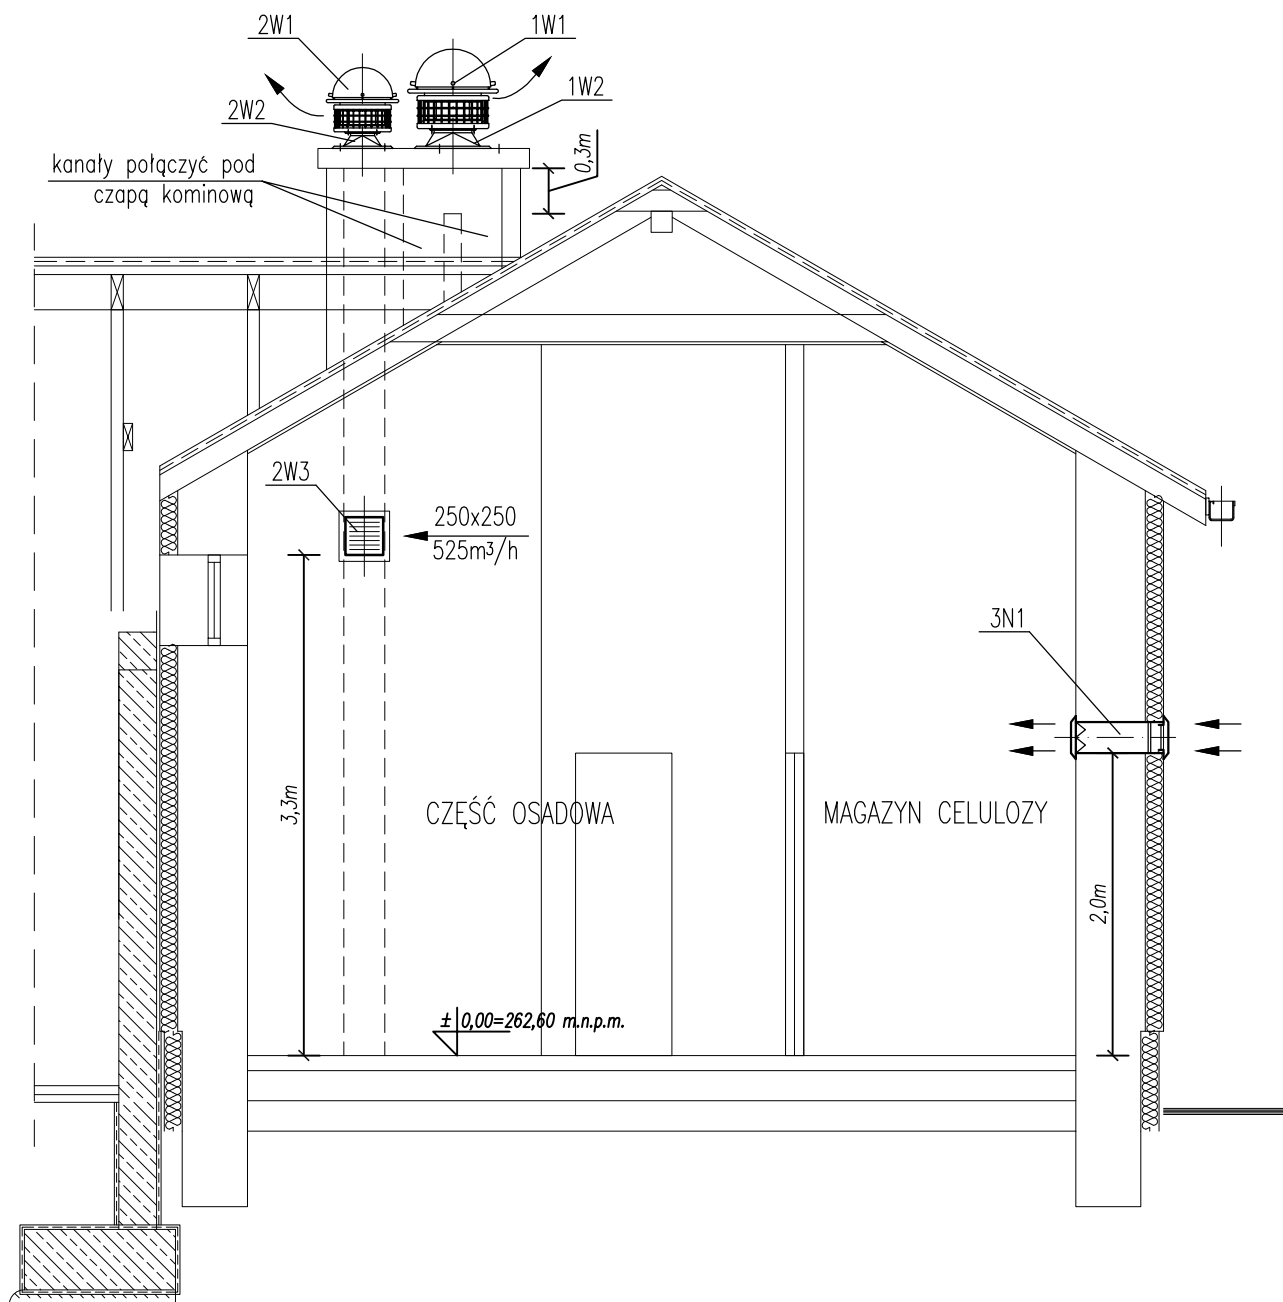 2W1
1W1
1W2
2W2
0,3m
kanały połączyć pod
czapą kominową
2W3
250x250
525m³/h
3N1
3,3m
CZĘŚĆ OSADOWA
MAGAZYN CELULOZY
2,0m
± 0,00=262,60 m.n.p.m.